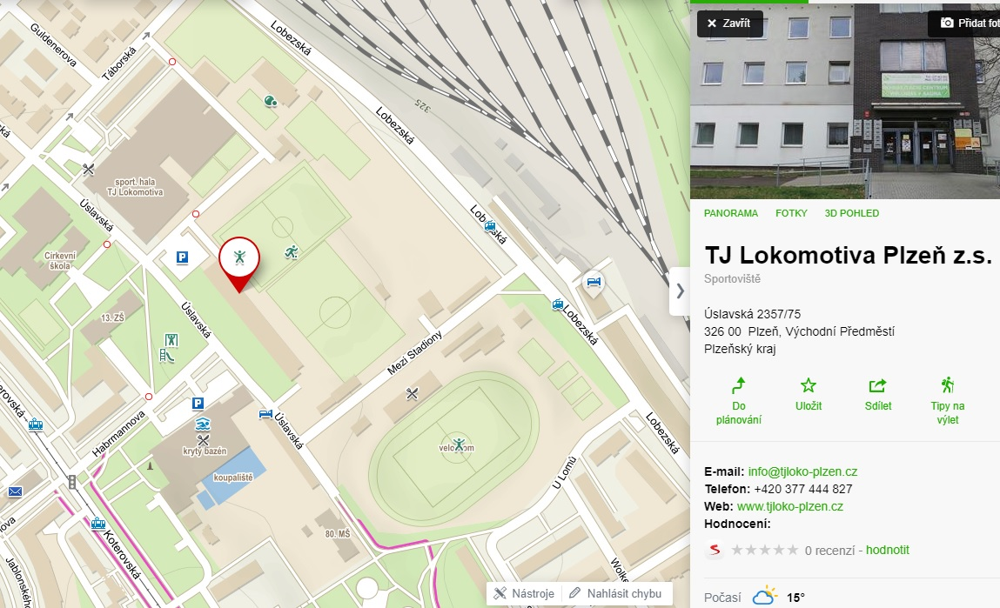 Guldenerova
Táborská
Lobezská
Lobezská
325
sport. hala
TJ Lokomotiva
Úslavská
Církevní
škola
13. ZŠ
Úslavská
Lobezská
Lobezská
Mezi Stadiony
velodrom
Lobezská
Habrmannova
krytý bazén
koupaliště
Úslavská
U Lomů
80. MŠ
Koterovská
Nástroje
Nahlásit chybu
Zavřít
Přidat fot
PANORAMA
FOTKY
3D POHLED
TJ Lokomotiva Plzeň z.s.
Sportoviště
Úslavská 2357/75
326 00 Plzeň, Východní Předměstí
Plzeňský kraj
Do
plánování
Uložit
Sdílet
Tipy na
výlet
E-mail: info@tjloko-plzen.cz
Telefon: +420 377 444 827
Web: www.tjloko-plzen.cz
Hodnocení:
0 recenzí - hodnotit
Počasí
15°